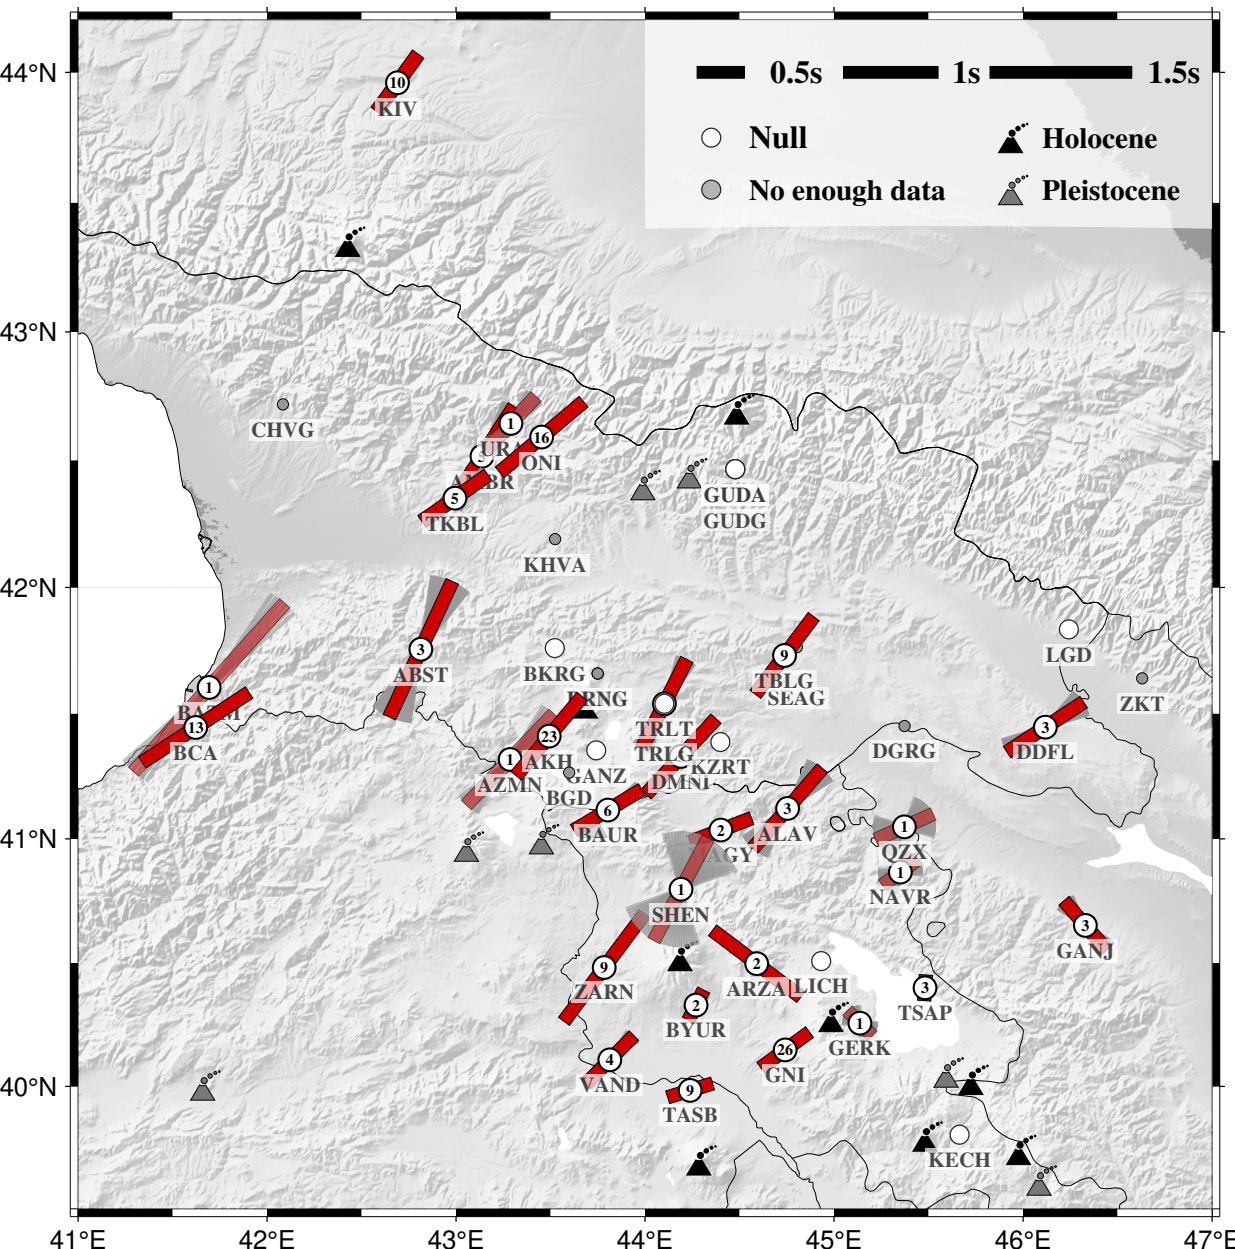 44°N
0.5s
1s
1.5s
10
KIV
Null
Holocene
No enough data
Pleistocene
43°N
CHVG
1
URA
16
ONI
5
TKBL
GUDA
GUDG
KHVA
42°N
3
ABST
BKRG
9
TBLG
SEAG
LGD
ZKT
1
13
BCA
TRLT
TRLG
23
AKH
1
AZMN
GANZ
BGD
KZRT
DMNI
DGRG
3
DDFL
41°N
6
BAUR
2
3
ALAV
1
QZX
1
NAVR
1
SHEN
3
GANJ
9
ZARN
2
ARZA
LICH
3
TSAP
2
BYUR
1
GERK
4
VAND
26
GNI
9
TASB
40°N
KECH
41°E
42°E
43°E
44°E
45°E
46°E
47°E